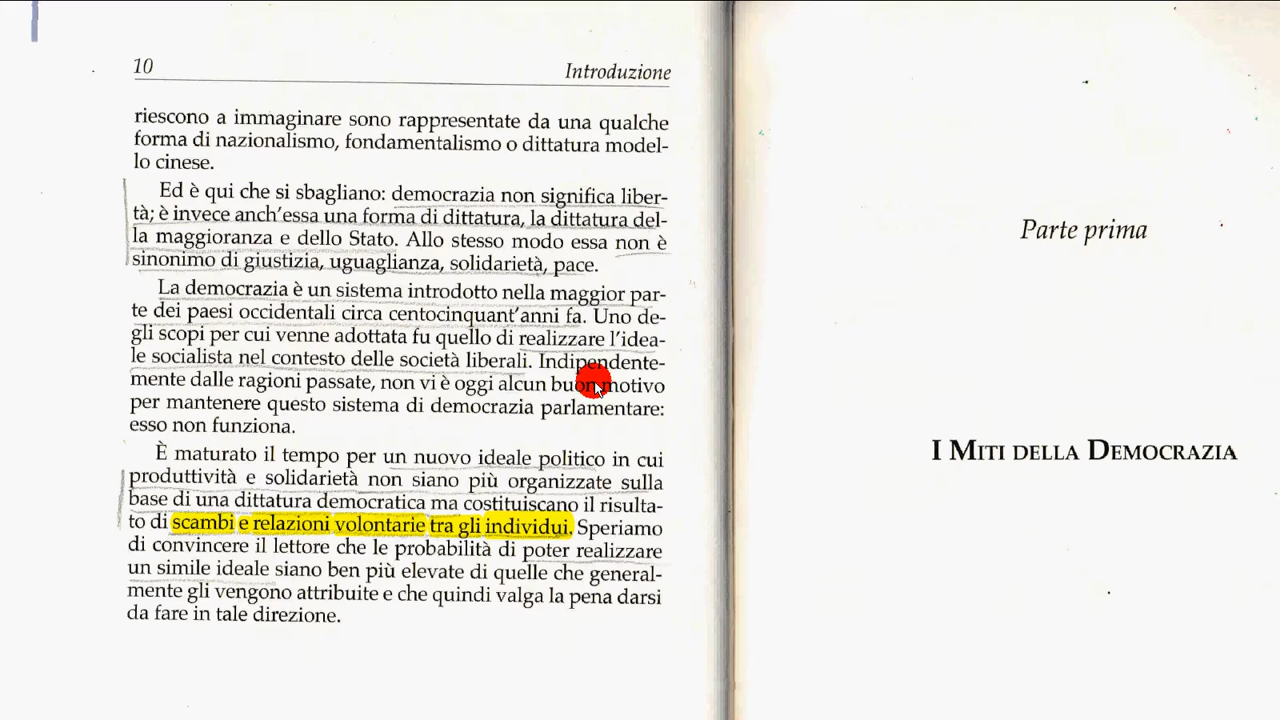 10
Introduzione
riescono a immaginare sono rappresentate da una qualche
forma di nazionalismo, fondamentalismo o dittatura model-
lo cinese.
Ed è qui che si sbagliano: democrazia non significa liber-
tà; è invece anch'essa una forma di dittatura, la dittatura del-
la maggioranza e dello Stato. Allo stesso modo essa non è
sinonimo di giustizia, uguaglianza, solidarietà, pace.
La democrazia è un sistema introdotto nella maggior par-
te dei paesi occidentali circa centocinquant'anni fa. Uno de-
gli scopi per cui venne adottata fu quello di realizzare l'idea-
le socialista nel contesto delle società liberali. Indipendente-
mente dalle ragioni passate, non vi è oggi alcun buon motivo
per mantenere questo sistema di democrazia parlamentare:
esso non funziona.
È maturato il tempo per un nuovo ideale politico in cui
produttività e solidarietà non siano più organizzate sulla
base di una dittatura democratica ma costituiscano il risulta-
to di scambi e relazioni volontarie tra gli individui. Speriamo
di convincere il lettore che le probabilità di poter realizzare
un simile ideale siano ben più elevate di quelle che general-
mente gli vengono attribuite e che quindi valga la pena darsi
da fare in tale direzione.
Parte prima
I MITI DELLA DEMOCRAZIA